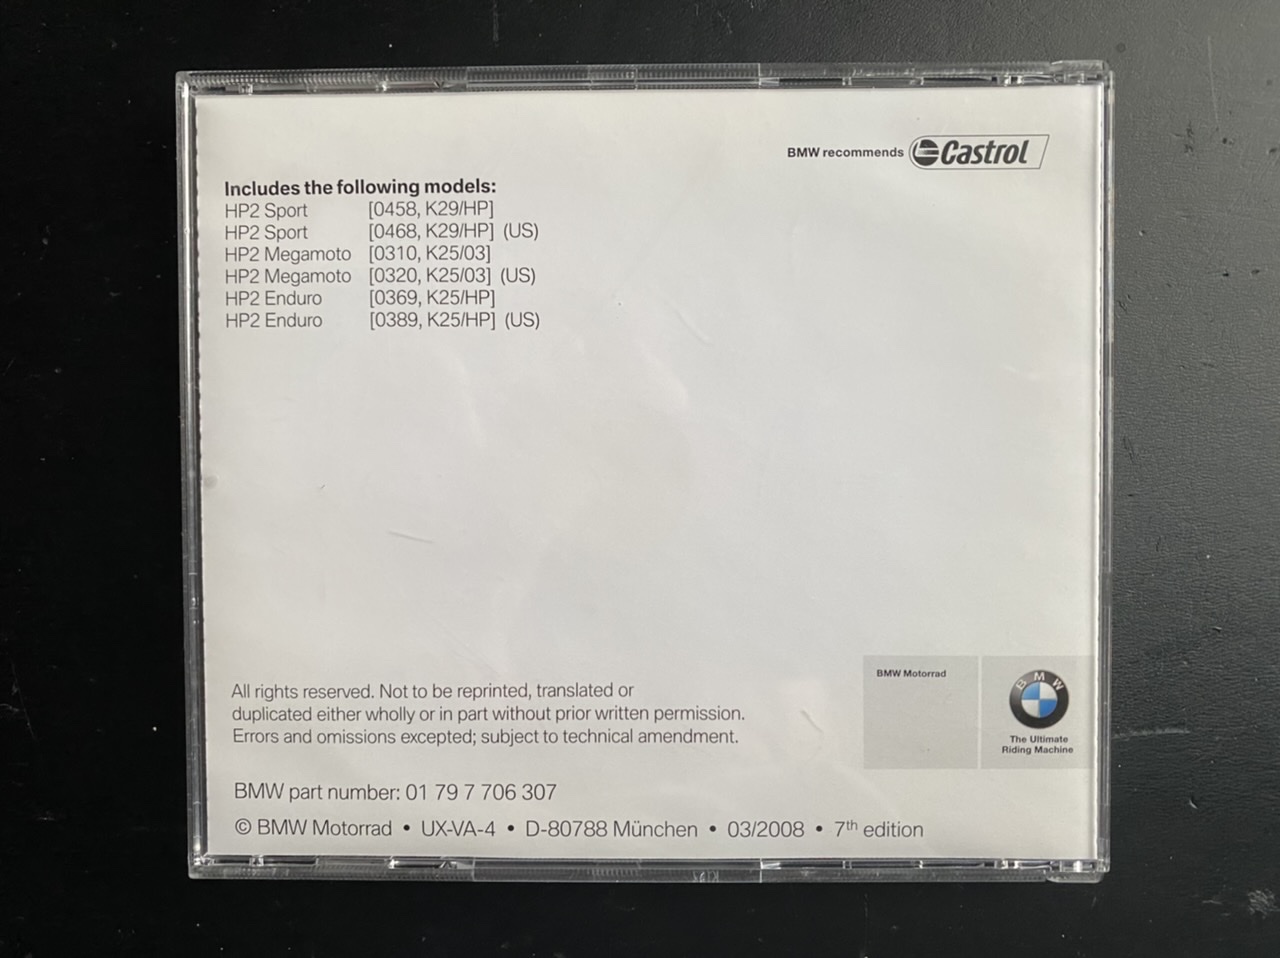 BMW recommends Castrol
Includes the following models:
HP2 Sport [0458, K29/HP]
HP2 Sport [0468, K29/HP] (US)
HP2 Megamoto [0310, K25/03]
HP2 Megamoto [0320, K25/03] (US)
HP2 Enduro [0369, K25/HP]
HP2 Enduro [0389, K25/HP] (US)
All rights reserved. Not to be reprinted, translated or
duplicated either wholly or in part without prior written permission.
Errors and omissions excepted; subject to technical amendment.
BMW Motorrad
BMW
The Ultimate
Riding Machine
BMW part number: 01 79 7 706 307
© BMW Motorrad • UX-VA-4 • D-80788 München • 03/2008 • 7th edition